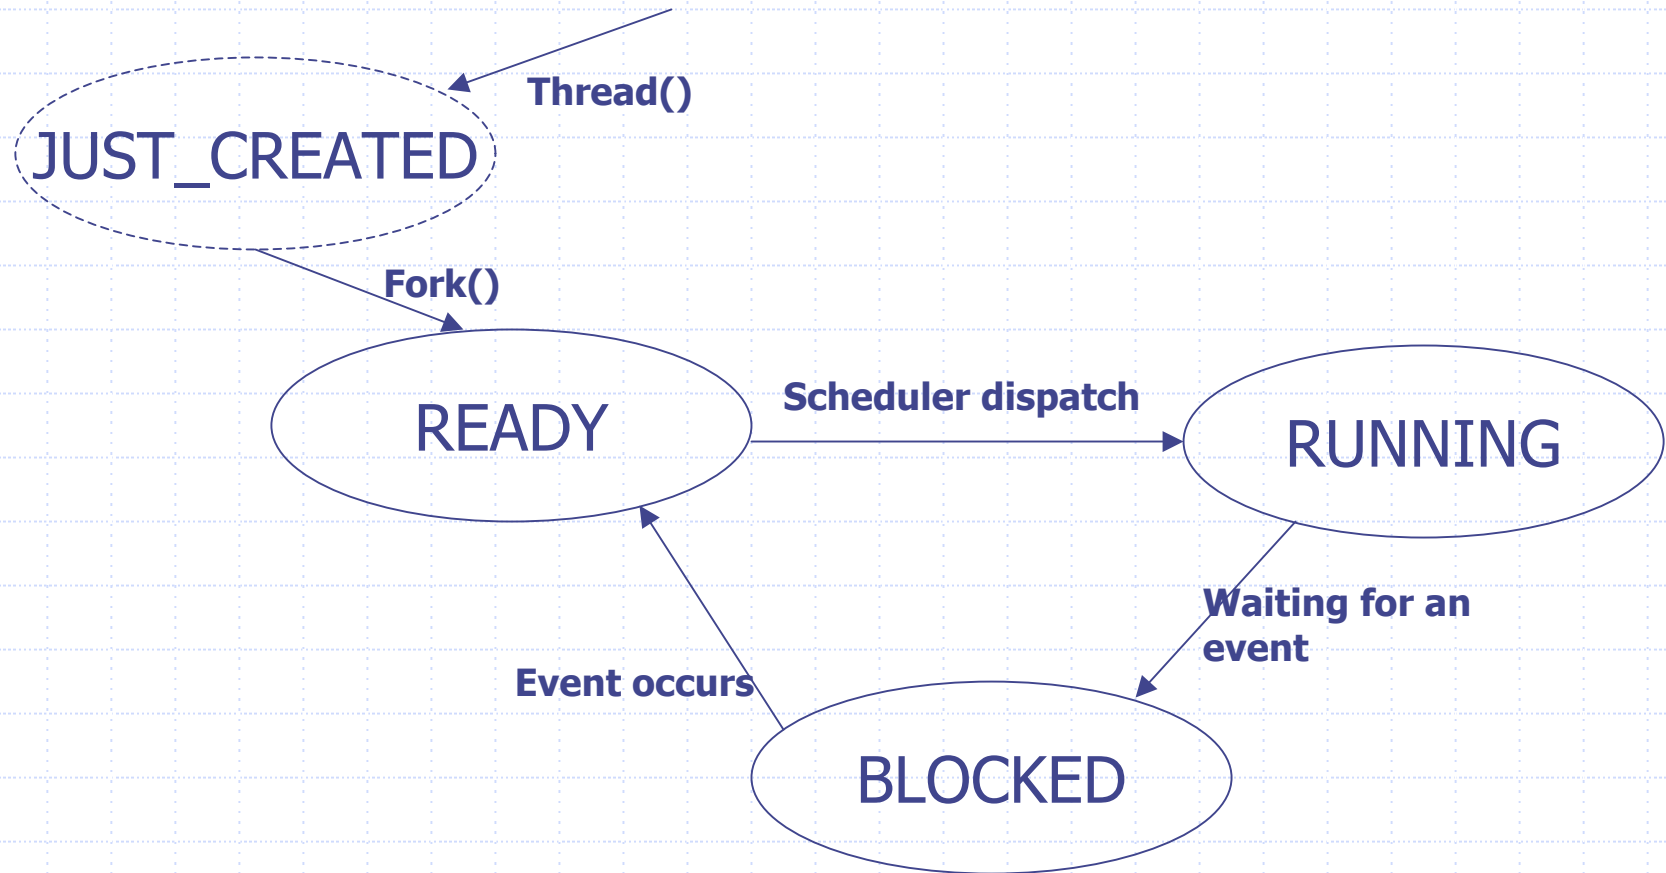 Thread()
JUST_CREATED
Fork()
Scheduler dispatch
READY
RUNNING
Waiting for an
event
Event occurs
BLOCKED